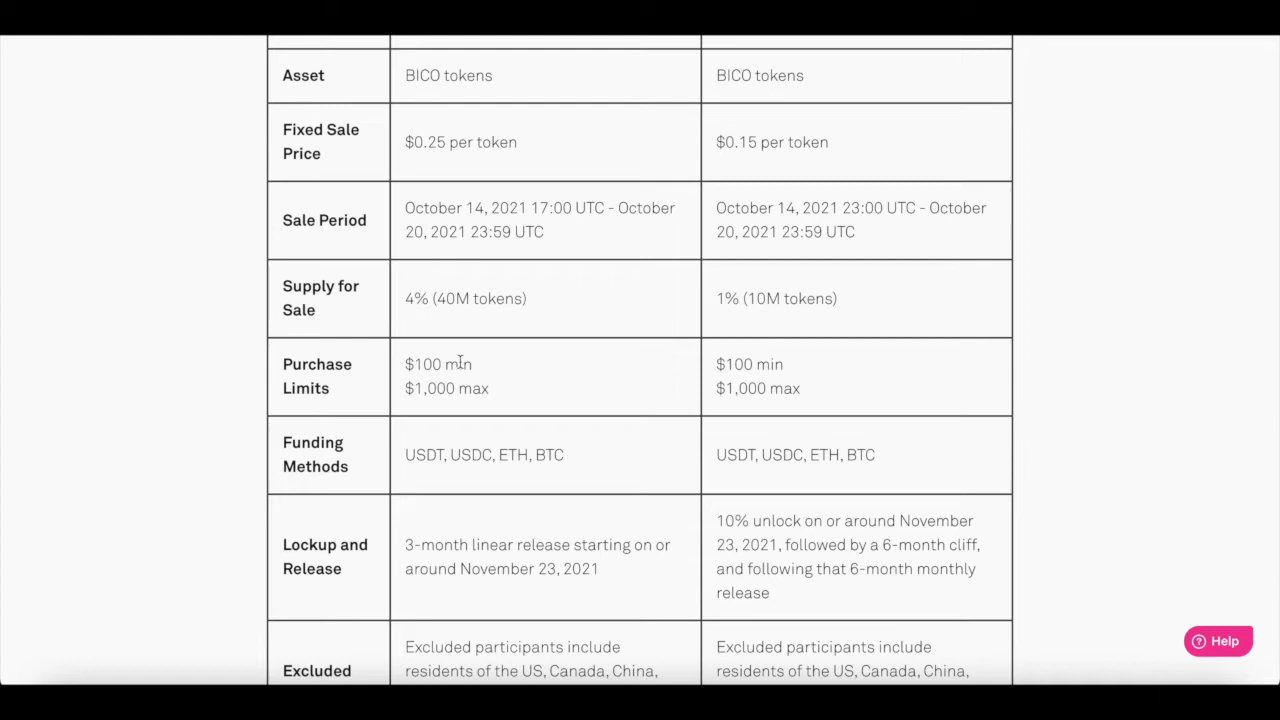 Asset
BICO tokens
BICO tokens
Fixed Sale
Price
$0.25 per token
$0.15 per token
Sale Period
October 14, 2021 17:00 UTC - October
20, 2021 23:59 UTC
October 14, 2021 23:00 UTC - October
20, 2021 23:59 UTC
Supply for
Sale
4% (40M tokens)
1% (10M tokens)
Purchase
Limits
$100 min
$1,000 max
$100 min
$1,000 max
Funding
Methods
USDT, USDC, ETH, BTC
USDT, USDC, ETH, BTC
Lockup and
Release
3-month linear release starting on or
around November 23, 2021
10% unlock on or around November
23, 2021, followed by a 6-month cliff,
and following that 6-month monthly
release
Excluded
Excluded participants include
residents of the US, Canada, China,
Excluded participants include
residents of the US, Canada, China,
Help